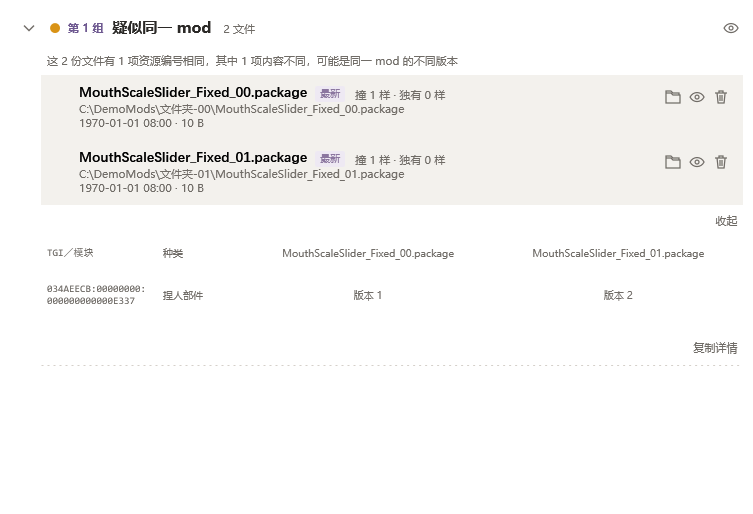 第 1 组 疑似同一 mod 2 文件
这 2 份文件有 1 项资源编号相同，其中 1 项内容不同，可能是同一 mod 的不同版本
MouthScaleSlider_Fixed_00.package 最新 撞 1 样 · 独有 0 样
C:\DemoMods\文件夹-00\MouthScaleSlider_Fixed_00.package
1970-01-01 08:00 · 10 B
MouthScaleSlider_Fixed_01.package 最新 撞 1 样 · 独有 0 样
C:\DemoMods\文件夹-01\MouthScaleSlider_Fixed_01.package
1970-01-01 08:00 · 10 B
收起
TGI／模块 种类 MouthScaleSlider_Fixed_00.package MouthScaleSlider_Fixed_01.package
034AEECB:00000000:
000000000000E337 捏人部件 版本 1 版本 2
复制详情